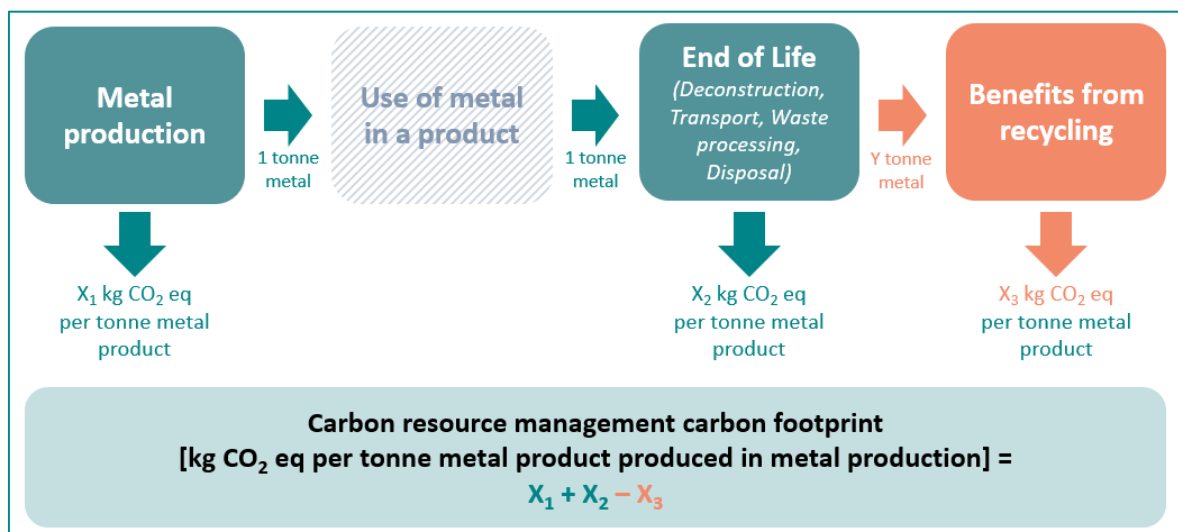 Metal
production
1 tonne
metal
Use of metal
in a product
1 tonne
metal
End of Life
(Deconstruction,
Transport, Waste
processing,
Disposal)
Y tonne
metal
Benefits from
recycling
X₁ kg CO₂ eq
per tonne metal
product
X₂ kg CO₂ eq
per tonne metal
product
X₃ kg CO₂ eq
per tonne metal
product
Carbon resource management carbon footprint
[kg CO₂ eq per tonne metal product produced in metal production] =
X₁ + X₂ – X₃